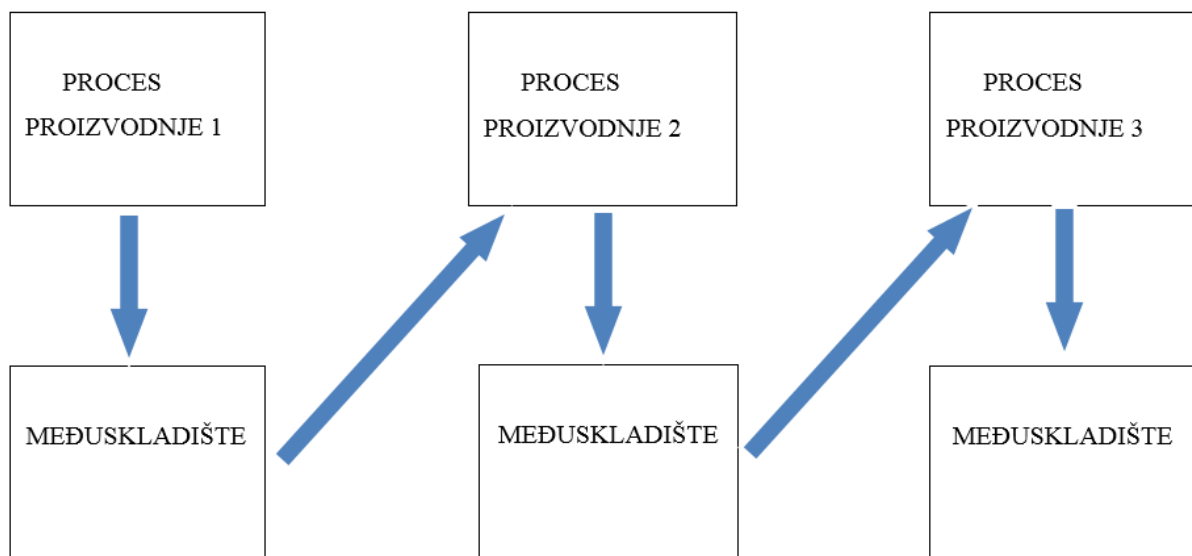 PROCES
PROIZVODNJE 1
PROCES
PROIZVODNJE 2
PROCES
PROIZVODNJE 3
MEĐUSKLADIŠTE
MEĐUSKLADIŠTE
MEĐUSKLADIŠTE